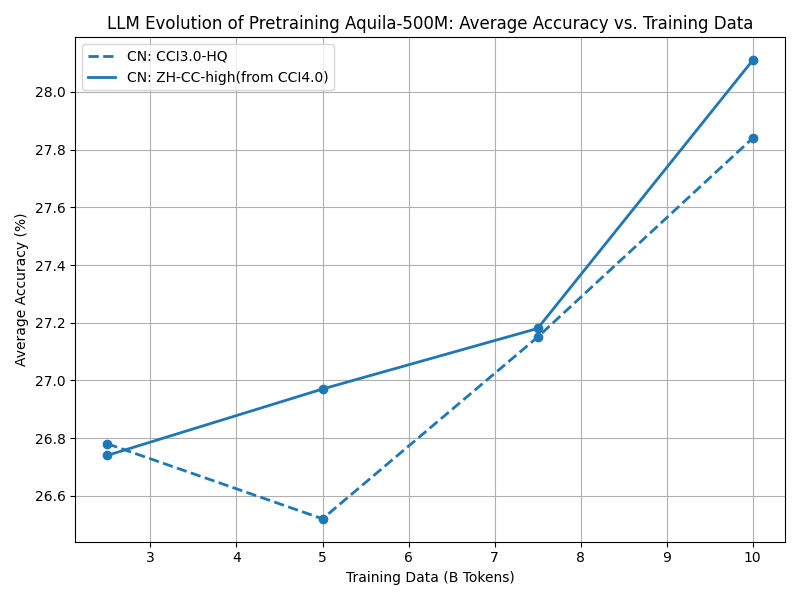 LLM Evolution of Pretraining Aquila-500M: Average Accuracy vs. Training Data
CN: CCI3.0-HQ
CN: ZH-CC-high(from CCI4.0)
28.0
27.8
27.6
27.4
27.2
27.0
26.8
26.6
Average Accuracy (%)
3 4 5 6 7 8 9 10
Training Data (B Tokens)